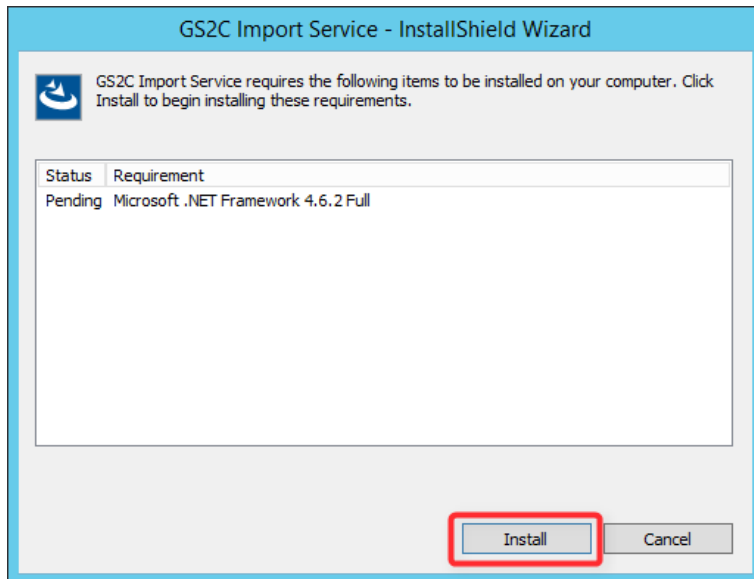 GS2C Import Service - InstallShield Wizard
GS2C Import Service requires the following items to be installed on your computer. Click
Install to begin installing these requirements.
Status Requirement
Pending Microsoft .NET Framework 4.6.2 Full
Install Cancel